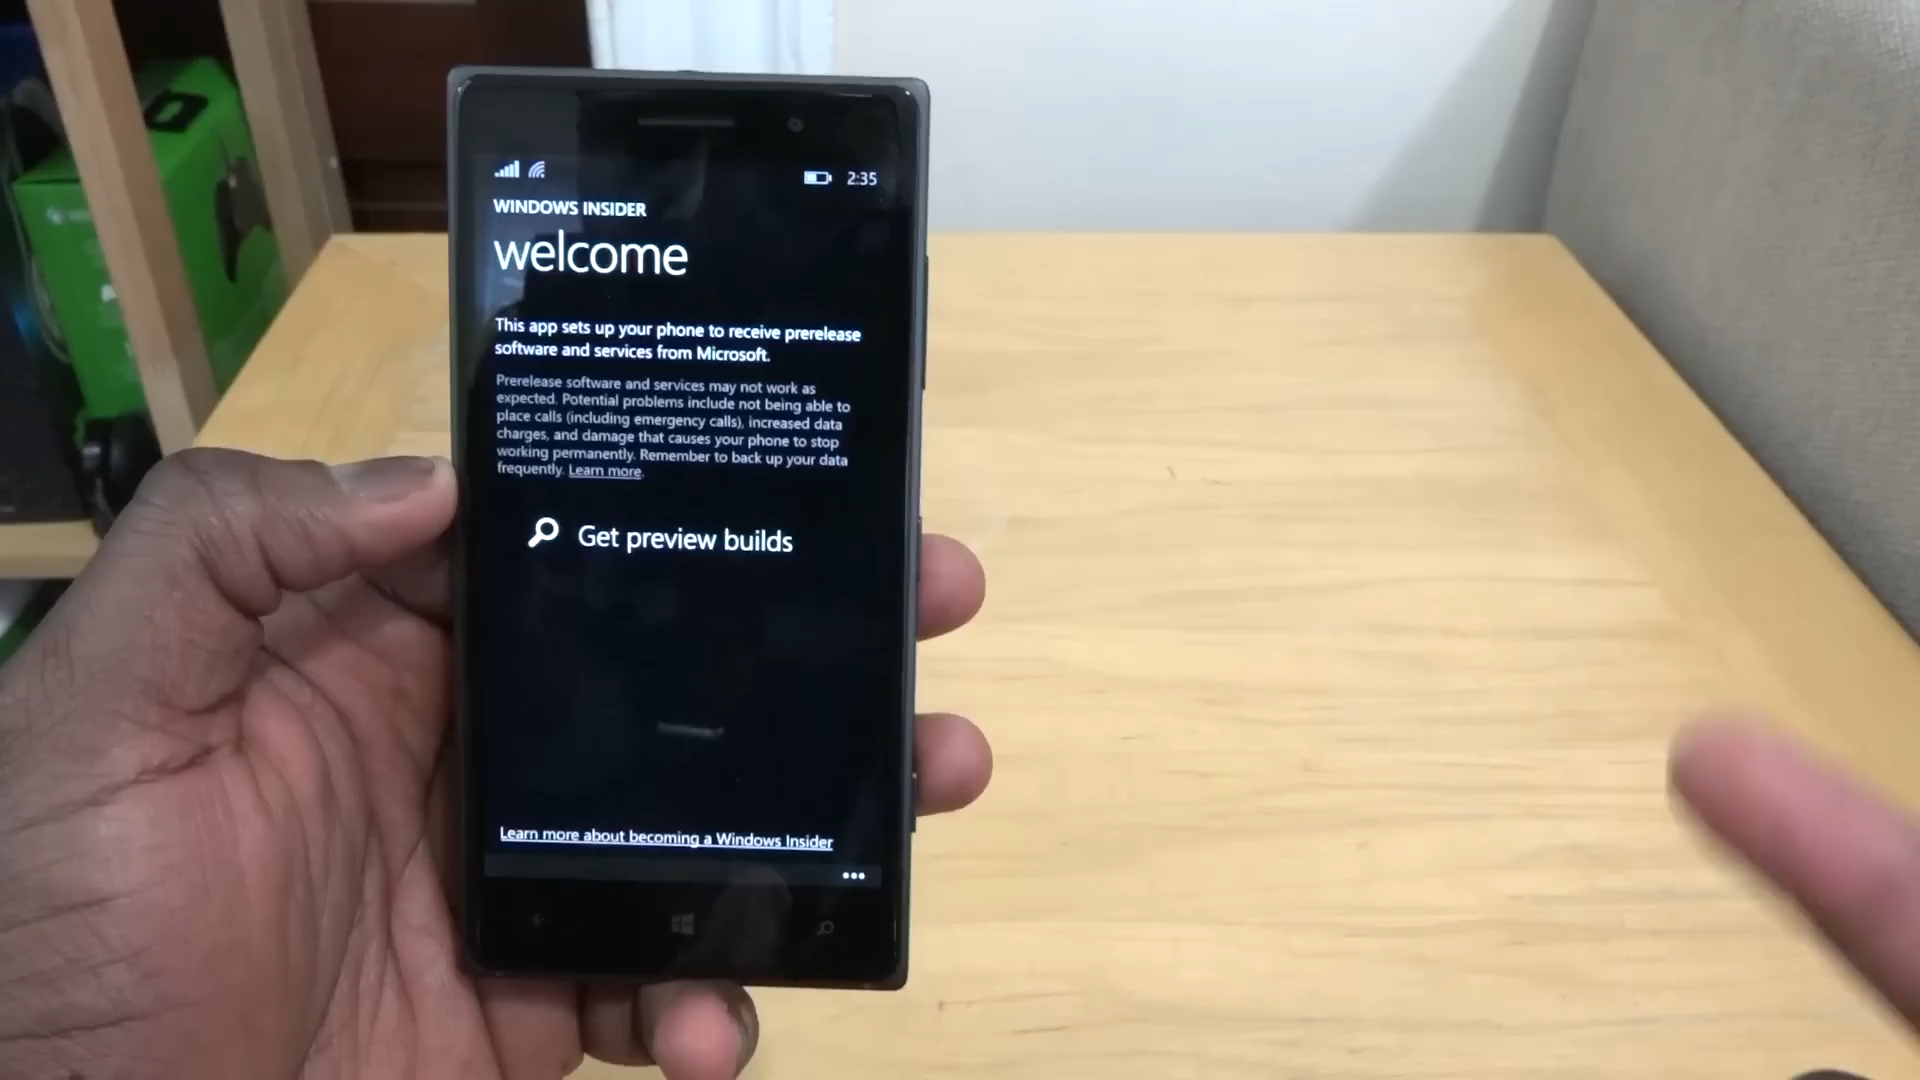 2:35
WINDOWS INSIDER
welcome
This app sets up your phone to receive prerelease
software and services from Microsoft.
Prerelease software and services may not work as
expected. Potential problems include not being able to
place calls (including emergency calls), increased data
charges, and damage that causes your phone to stop
working permanently. Remember to back up your data
frequently. Learn more.
Get preview builds
Learn more about becoming a Windows Insider